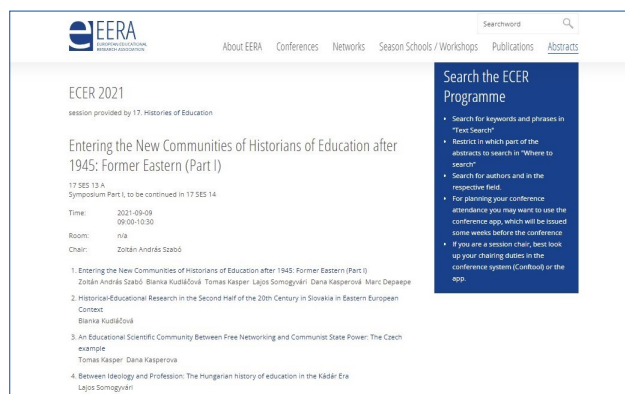 Searchword
EERA
EUROPEAN EDUCATIONAL
RESEARCH ASSOCIATION
About EERA Conferences Networks Season Schools / Workshops Publications Abstracts
ECER 2021
session provided by 17. Histories of Education
Entering the New Communities of Historians of Education after
1945: Former Eastern (Part I)
17 SES 13 A
Symposium Part I, to be continued in 17 SES 14
Time: 2021-09-09
09:00-10:30
Room: n/a
Chair: Zoltán András Szabó
1. Entering the New Communities of Historians of Education after 1945: Former Eastern (Part I)
Zoltán András Szabó Blanka Kudláčová Tomas Kasper Lajos Somogyvári Dana Kasperová Marc Depaepe
2. Historical-Educational Research in the Second Half of the 20th Century in Slovakia in Eastern European
Context
Blanka Kudláčová
3. An Educational Scientific Community Between Free Networking and Communist State Power: The Czech
example
Tomas Kasper Dana Kasperova
4. Between Ideology and Profession: The Hungarian history of education in the Kádár Era
Lajos Somogyvári
Search the ECER
Programme
• Search for keywords and phrases in
"Text Search"
• Restrict in which part of the
abstracts to search in "Where to
search"
• Search for authors and in the
respective field.
• For planning your conference
attendance you may want to use the
conference app, which will be issued
some weeks before the conference
• If you are a session chair, best look
up your chairing duties in the
conference system (Conftool) or the
app.